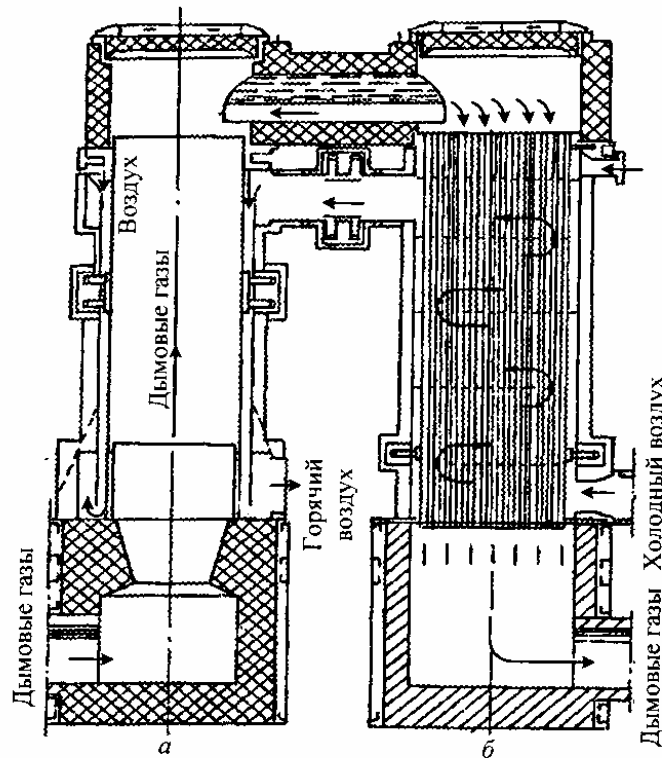 Воздух
Дымовые газы
Горячий
воздух
Дымовые газы
Холодный воздух
Дымовые газы
а
б